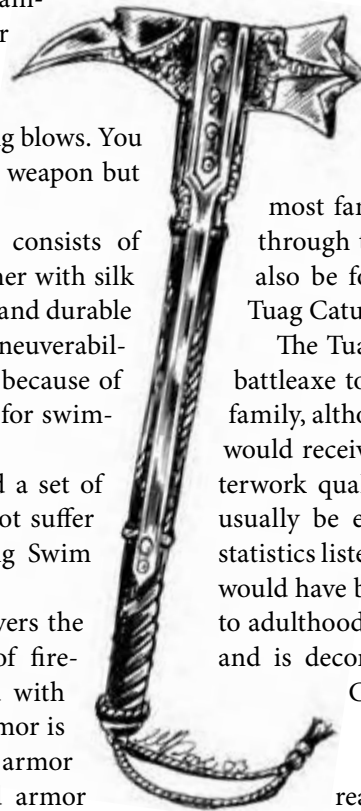 r
g blows. You
weapon but
consists of
her with silk
and durable
neuverabil-
because of
for swim-
d a set of
ot suffer
ng Swim
vers the
of fire-
with
mor is
armor
d armor
most fam
through t
also be fo
Tuag Catu
The Tua
battleaxe to
family, altho
would receiv
terwork qual
usually be e
statistics liste
would have b
to adulthood
and is decor
C
rea
03